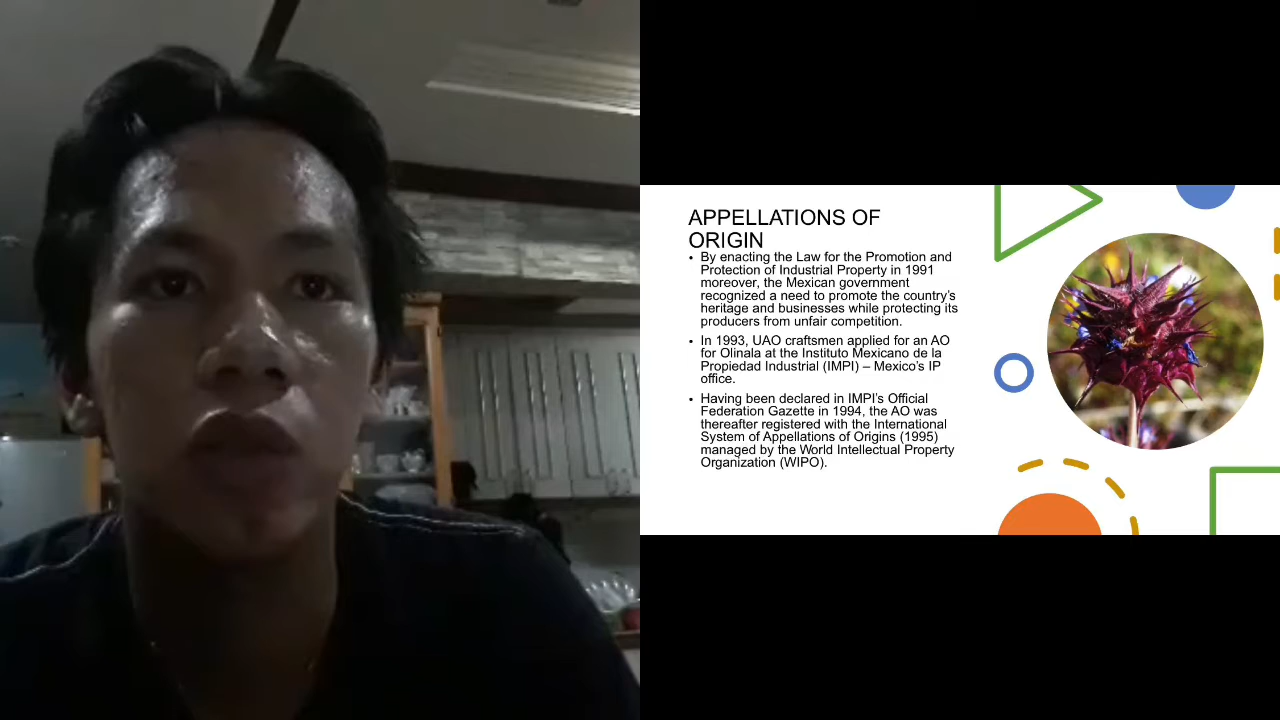 APPELLATIONS OF
ORIGIN
• By enacting the Law for the Promotion and
Protection of Industrial Property in 1991
moreover, the Mexican government
recognized a need to promote the country's
heritage and businesses while protecting its
producers from unfair competition.
• In 1993, UAO craftsmen applied for an AO
for Olinala at the Instituto Mexicano de la
Propiedad Industrial (IMPI) – Mexico's IP
office.
• Having been declared in IMPI's Official
Federation Gazette in 1994, the AO was
thereafter registered with the International
System of Appellations of Origins (1995)
managed by the World Intellectual Property
Organization (WIPO).